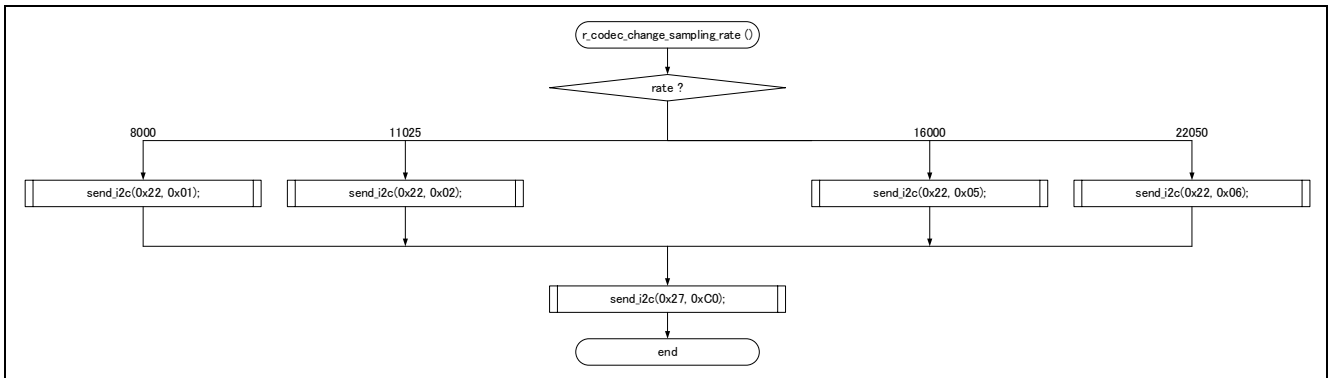 r_codec_change_sampling_rate ()
rate ?
8000
11025
16000
22050
send_i2c(0x22, 0x01);
send_i2c(0x22, 0x02);
send_i2c(0x22, 0x05);
send_i2c(0x22, 0x06);
send_i2c(0x27, 0xC0);
end